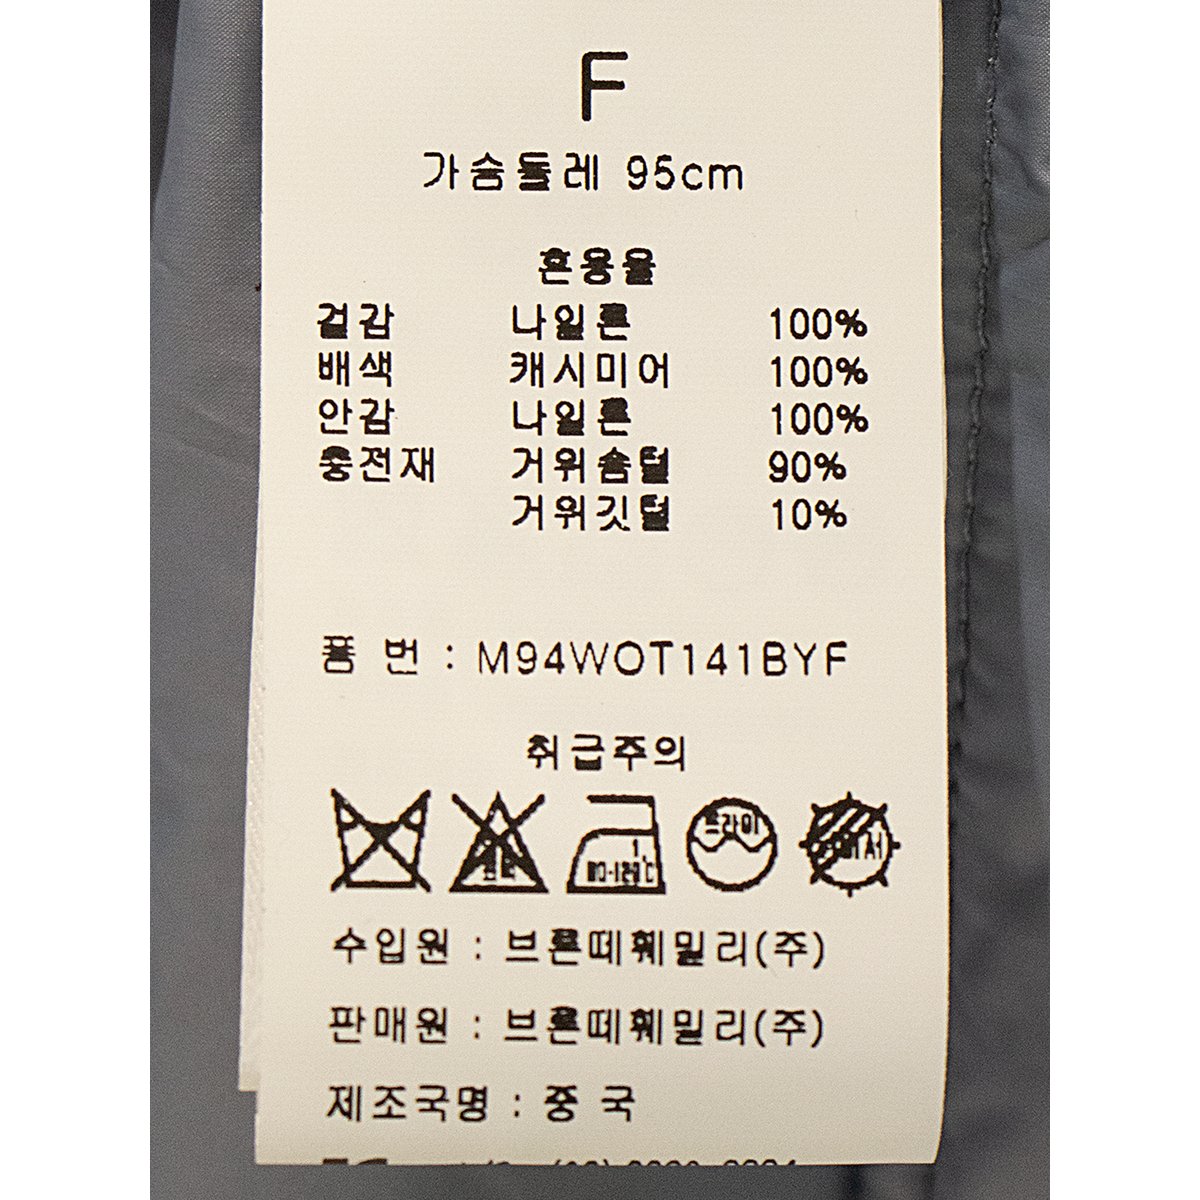 F
가슴둘레 95cm
혼용율
겉감 나일론 100%
배색 캐시미어 100%
안감 나일론 100%
충전재 거위솜털 90%
거위깃털 10%
품 번 : M94WOT141BYF
취급주의
드라이
수입원 : 브른떼훼밀리(주)
판매원 : 브른떼훼밀리(주)
제조국명 : 중 국